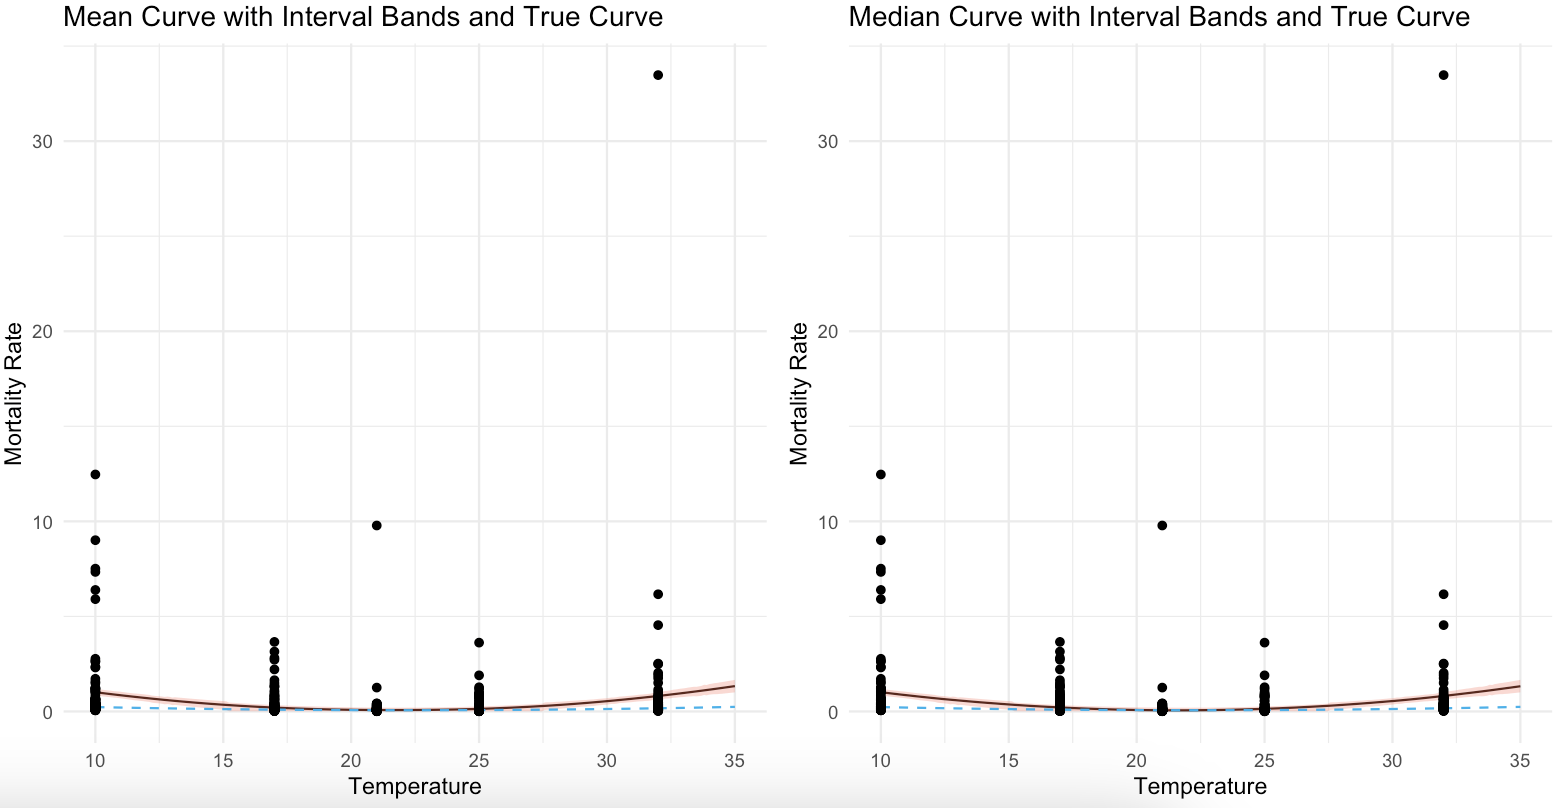 Mean Curve with Interval Bands and True Curve
Mortality Rate
30
20
10
0
10 15 20 25 30 35
Temperature
Median Curve with Interval Bands and True Curve
Mortality Rate
30
20
10
0
10 15 20 25 30 35
Temperature